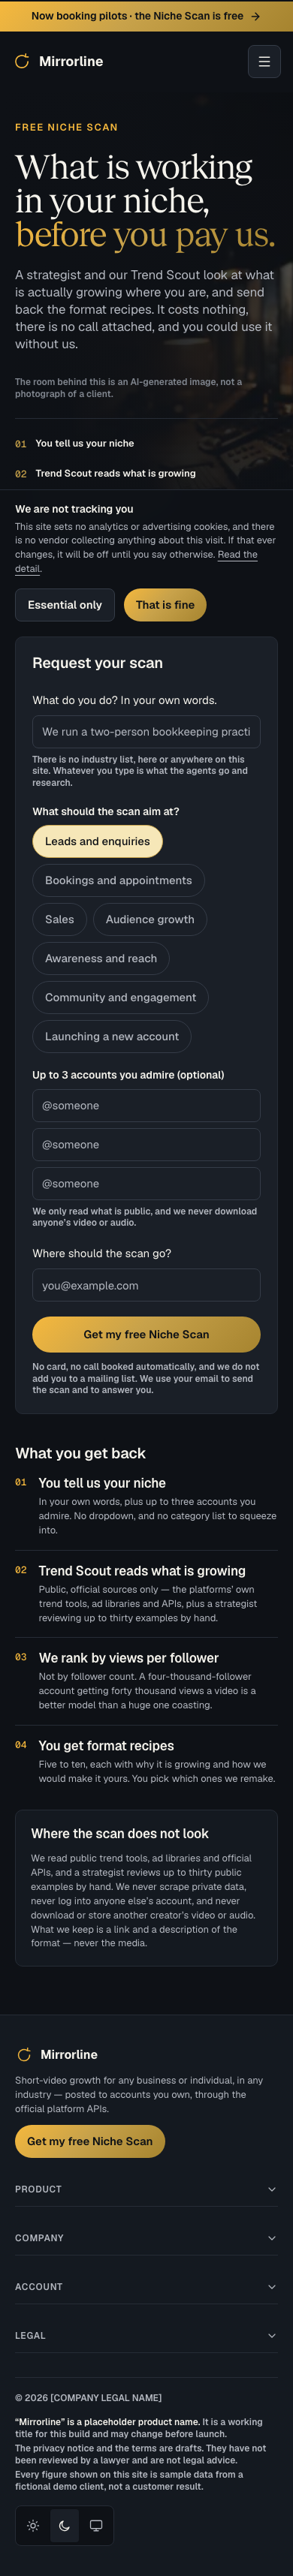 Now booking pilots · the Niche Scan is free →
Mirrorline
FREE NICHE SCAN
What is working
in your niche,
before you pay us.
A strategist and our Trend Scout look at what
is actually growing where you are, and send
back the format recipes. It costs nothing,
there is no call attached, and you could use it
without us.
The room behind this is an AI-generated image, not a
photograph of a client.
01 You tell us your niche
02 Trend Scout reads what is growing
We are not tracking you
This site sets no analytics or advertising cookies, and there
is no vendor collecting anything about this visit. If that ever
changes, it will be off until you say otherwise. Read the
detail.
Essential only
That is fine
Request your scan
What do you do? In your own words.
We run a two-person bookkeeping practi
There is no industry list, here or anywhere on this
site. Whatever you type is what the agents go and
research.
What should the scan aim at?
Leads and enquiries
Bookings and appointments
Sales
Audience growth
Awareness and reach
Community and engagement
Launching a new account
Up to 3 accounts you admire (optional)
@someone
@someone
@someone
We only read what is public, and we never download
anyone's video or audio.
Where should the scan go?
you@example.com
Get my free Niche Scan
No card, no call booked automatically, and we do not
add you to a mailing list. We use your email to send
the scan and to answer you.
What you get back
01 You tell us your niche
In your own words, plus up to three accounts you
admire. No dropdown, and no category list to squeeze
into.
02 Trend Scout reads what is growing
Public, official sources only — the platforms' own
trend tools, ad libraries and APIs, plus a strategist
reviewing up to thirty examples by hand.
03 We rank by views per follower
Not by follower count. A four-thousand-follower
account getting forty thousand views a video is a
better model than a huge one coasting.
04 You get format recipes
Five to ten, each with why it is growing and how we
would make it yours. You pick which ones we remake.
Where the scan does not look
We read public trend tools, ad libraries and official
APIs, and a strategist reviews up to thirty public
examples by hand. We never scrape private data,
never log into anyone else's account, and never
download or store another creator's video or audio.
What we keep is a link and a description of the
format — never the media.
Mirrorline
Short-video growth for any business or individual, in any
industry — posted to accounts you own, through the
official platform APIs.
Get my free Niche Scan
PRODUCT
COMPANY
ACCOUNT
LEGAL
© 2026 [COMPANY LEGAL NAME]
“Mirrorline” is a placeholder product name. It is a working
title for this build and may change before launch.
The privacy notice and the terms are drafts. They have not
been reviewed by a lawyer and are not legal advice.
Every figure shown on this site is sample data from a
fictional demo client, not a customer result.